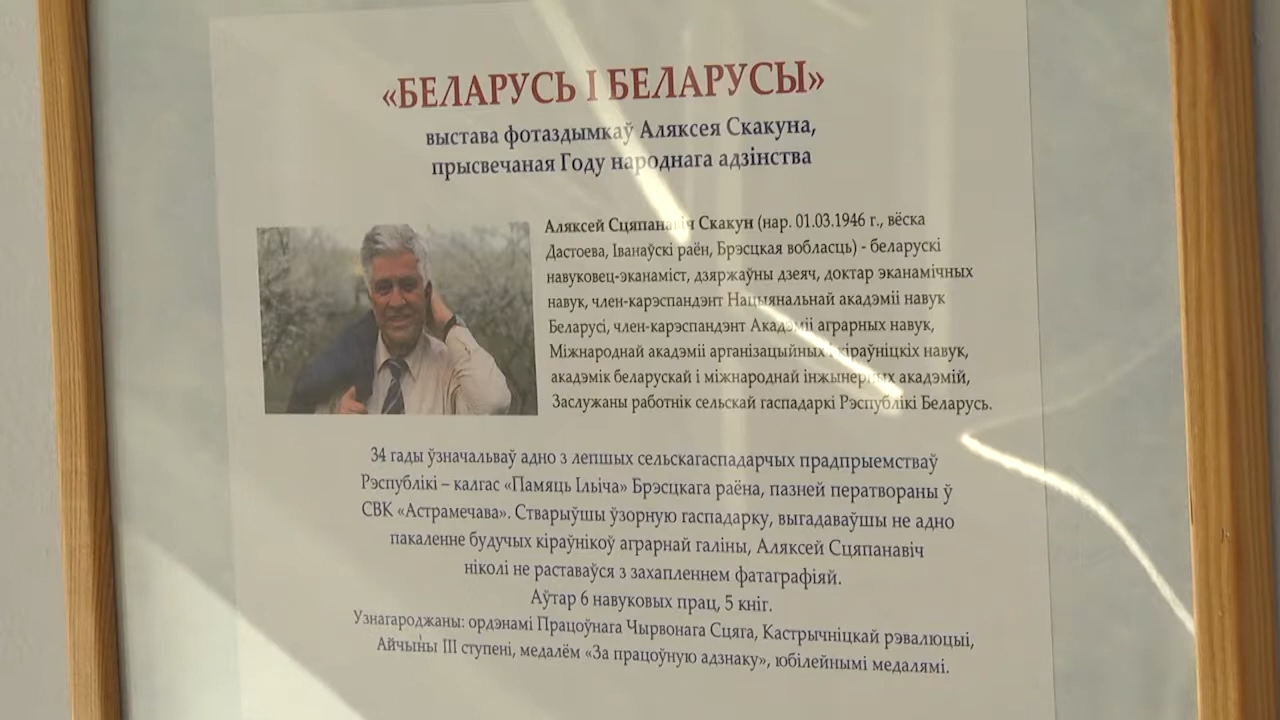 «БЕЛАРУСЬ І БЕЛАРУСЫ»
выстава фотаздымкаў Аляксея Скакуна,
прысвечаная Году народнага адзінства
Аляксей Сцяпанавіч Скакун (нар. 01.03.1946 г., вёска
Дастоева, Іванаўскі раён, Брэсцкая вобласць) - беларускі
навуковец-эканаміст, дзяржаўны дзеяч, доктар эканамічных
навук, член-карэспандэнт Нацыянальнай акадэміі навук
Беларусі, член-карэспандэнт Акадэміі аграрных навук,
Міжнароднай акадэміі арганізацыйных і кіраўніцкіх навук,
акадэмік беларускай і міжнароднай інжынерных акадэмій,
Заслужаны работнік сельскай гаспадаркі Рэспублікі Беларусь.
34 гады ўзначальваў адно з лепшых сельскагаспадарчых прадпрыемстваў
Рэспублікі – калгас «Памяць Ільіча» Брэсцкага раёна, пазней ператвораны ў
СВК «Астрамечава». Стварыўшы ўзорную гаспадарку, выгадаваўшы не адно
пакаленне будучых кіраўнікоў аграрнай галіны, Аляксей Сцяпанавіч
ніколі не раставаўся з захапленнем фатаграфіяй.
Аўтар 6 навуковых прац, 5 кніг.
Узнагароджаны: ордэнамі Працоўнага Чырвонага Сцяга, Кастрычніцкай рэвалюцыі,
Айчыны III ступені, медалём «За працоўную адзнаку», юбілейнымі медалямі.